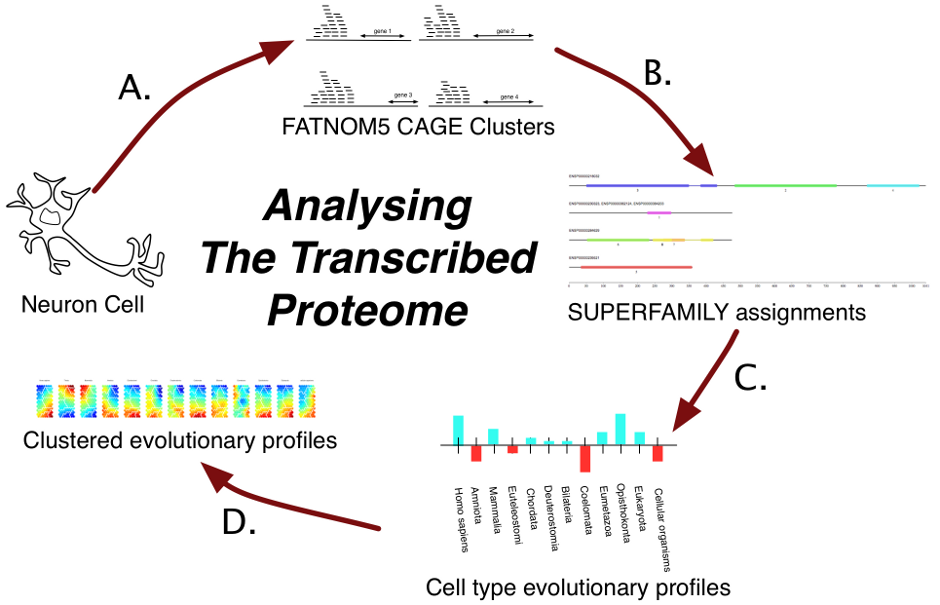 A.
gene 1
gene 2
gene 3
gene 4
FATNOM5 CAGE Clusters
B.
Analysing
The Transcribed
Proteome
Neuron Cell
SUPERFAMILY assignments
C.
Clustered evolutionary profiles
D.
Homo sapiens
Amniota
Mammalia
Euteleostomi
Chordata
Deuterostomia
Bilateria
Coelomata
Eumetazoa
Opisthokonta
Eukaryota
Cellular organisms
Cell type evolutionary profiles